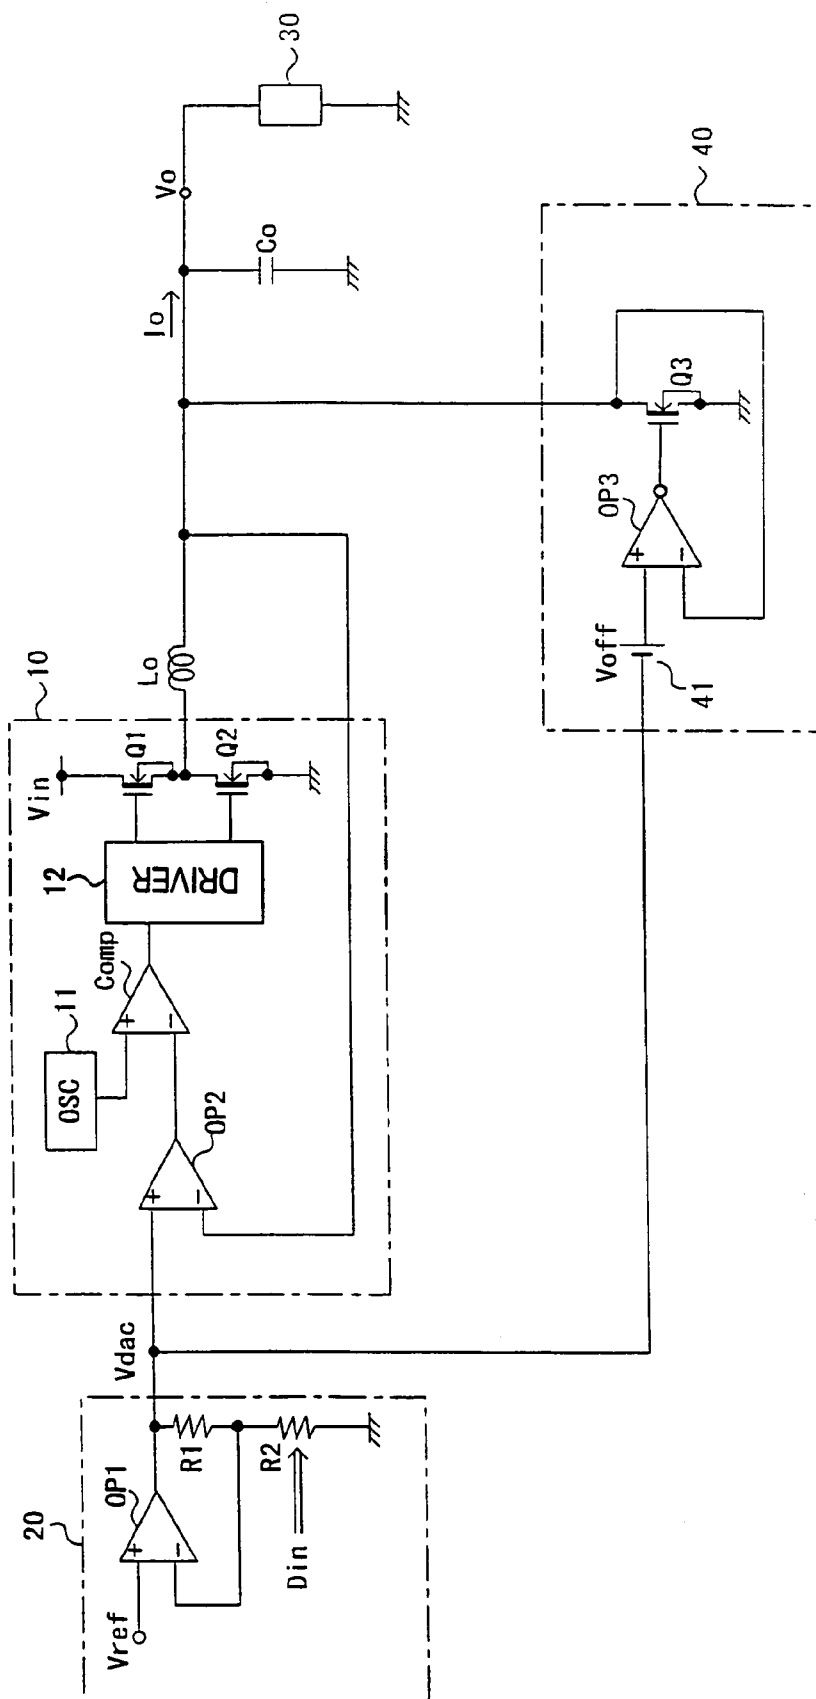 20
Vref
OP1
R1
R2
Din
Vdac
10
OSC
11
OP2
Comp
12
DRIVER
Vin
Q1
Q2
Lo
Io
Co
Vo
30
40
Voff
41
OP3
Q3
+
−
+
−
+
−
+
−